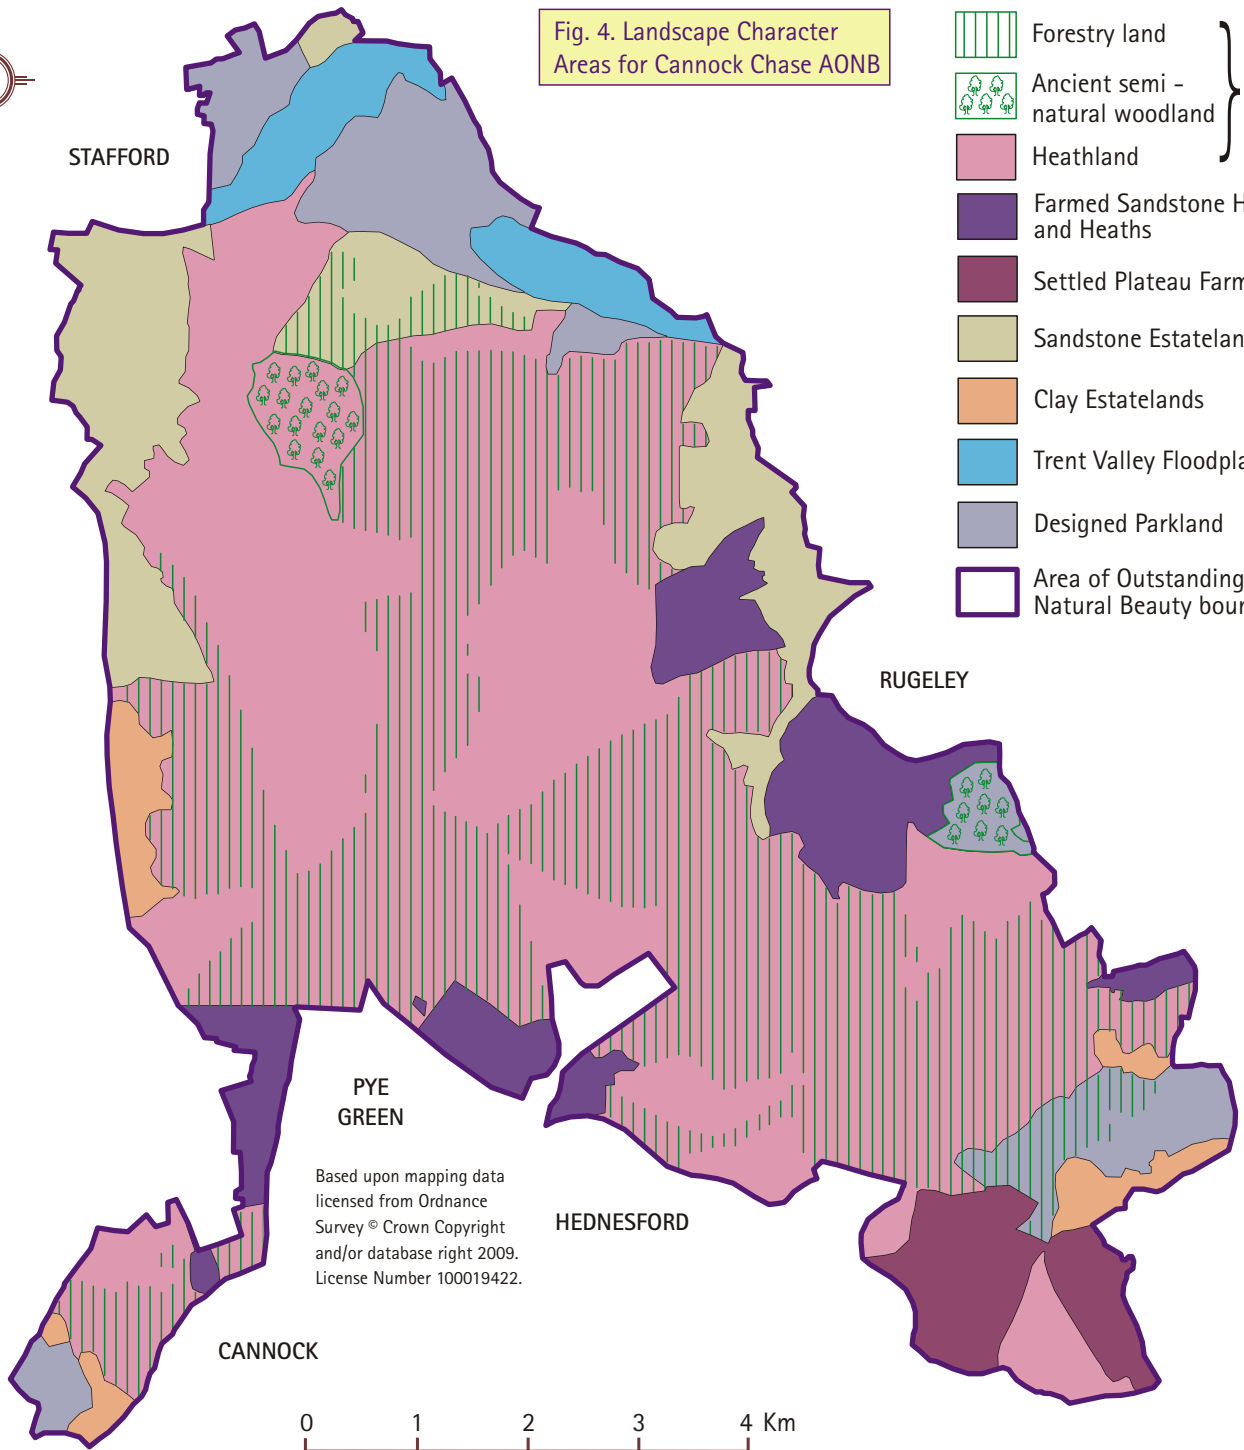 Fig. 4. Landscape Character
Areas for Cannock Chase AONB
Forestry land
Ancient semi -
natural woodland
Heathland
Farmed Sandstone H
and Heaths
Settled Plateau Farm
Sandstone Estatelan
Clay Estatelands
Trent Valley Floodpla
Designed Parkland
Area of Outstanding
Natural Beauty bour
STAFFORD
RUGELEY
PYE
GREEN
Based upon mapping data
licensed from Ordnance
Survey © Crown Copyright
and/or database right 2009.
License Number 100019422.
HEDNESFORD
CANNOCK
0 1 2 3 4 Km